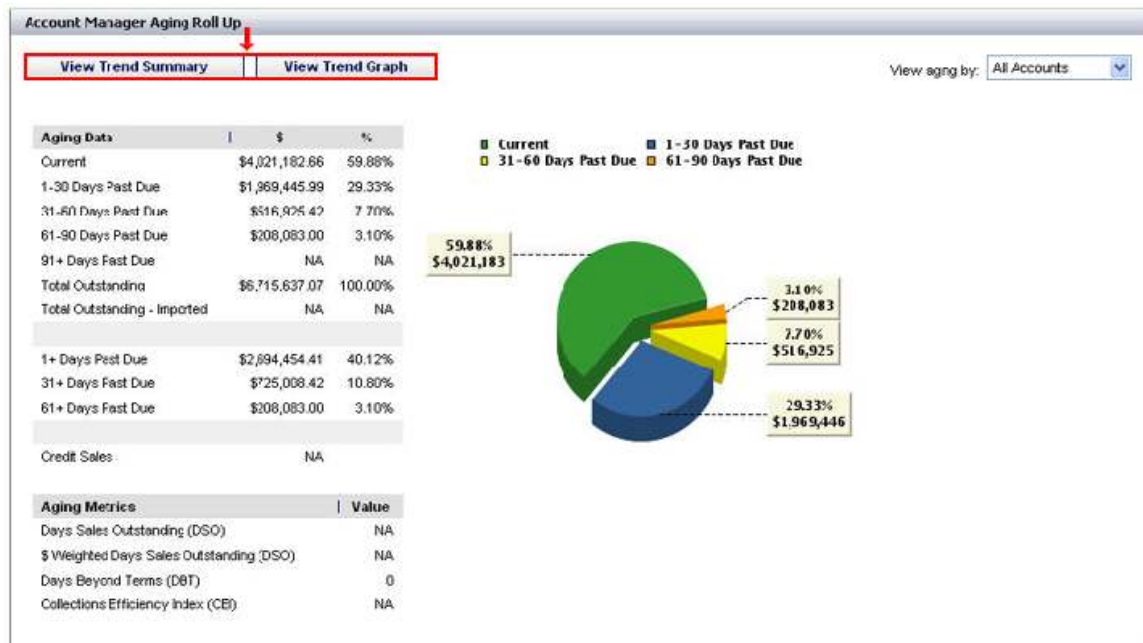 Account Manager Aging Roll Up
View Trend Summary View Trend Graph
View aging by: All Accounts
Aging Data $ %
Current $4,021,182.66 59.88%
1-30 Days Past Due $1,969,445.99 29.33%
31-60 Days Past Due $516,925.42 7.70%
61-90 Days Past Due $208,083.00 3.10%
91+ Days Past Due NA NA
Total Outstanding $6,715,637.07 100.00%
Total Outstanding - Imported NA NA
1+ Days Past Due $2,694,454.41 40.12%
31+ Days Past Due $725,008.42 10.80%
61+ Days Past Due $208,083.00 3.10%
Credit Sales NA
Aging Metrics Value
Days Sales Outstanding (DSO) NA
$ Weighted Days Sales Outstanding (DSO) NA
Days Beyond Terms (DBT) 0
Collections Efficiency Index (CEI) NA
Current 1-30 Days Past Due
31-60 Days Past Due 61-90 Days Past Due
59.88%
$4,021,183
3.10%
$208,083
7.70%
$516,925
29.33%
$1,969,446